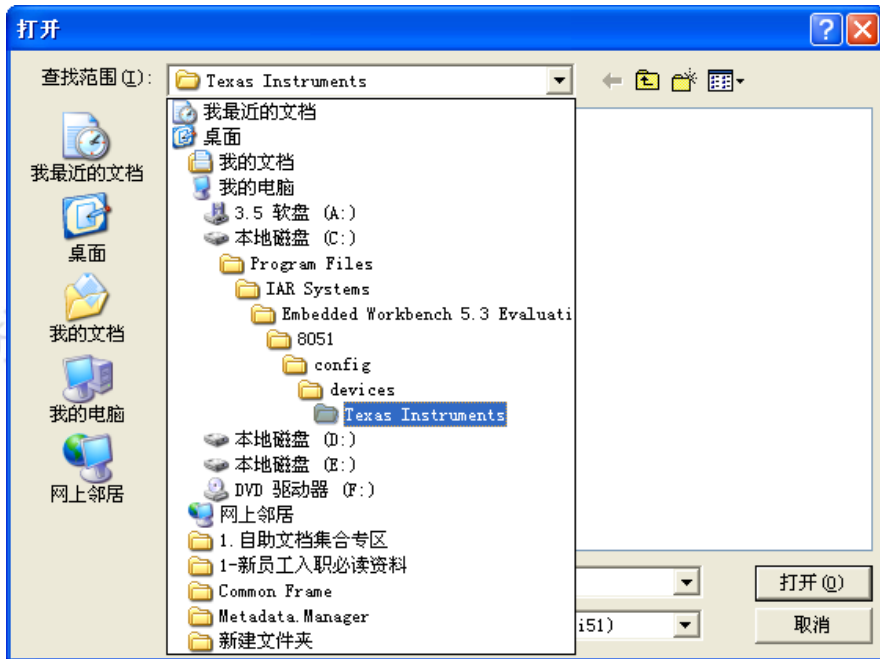 打开
查找范围(I):
Texas Instruments
我最近的文档
桌面
我的文档
我的电脑
网上邻居
我最近的文档
桌面
我的文档
我的电脑
3.5 软盘 (A:)
本地磁盘 (C:)
Program Files
IAR Systems
Embedded Workbench 5.3 Evaluati
8051
config
devices
Texas Instruments
本地磁盘 (D:)
本地磁盘 (E:)
DVD 驱动器 (F:)
网上邻居
1.自助文档集合专区
1-新员工入职必读资料
Common Frame
Metadata.Manager
新建文件夹
打开(O)
i51)
取消